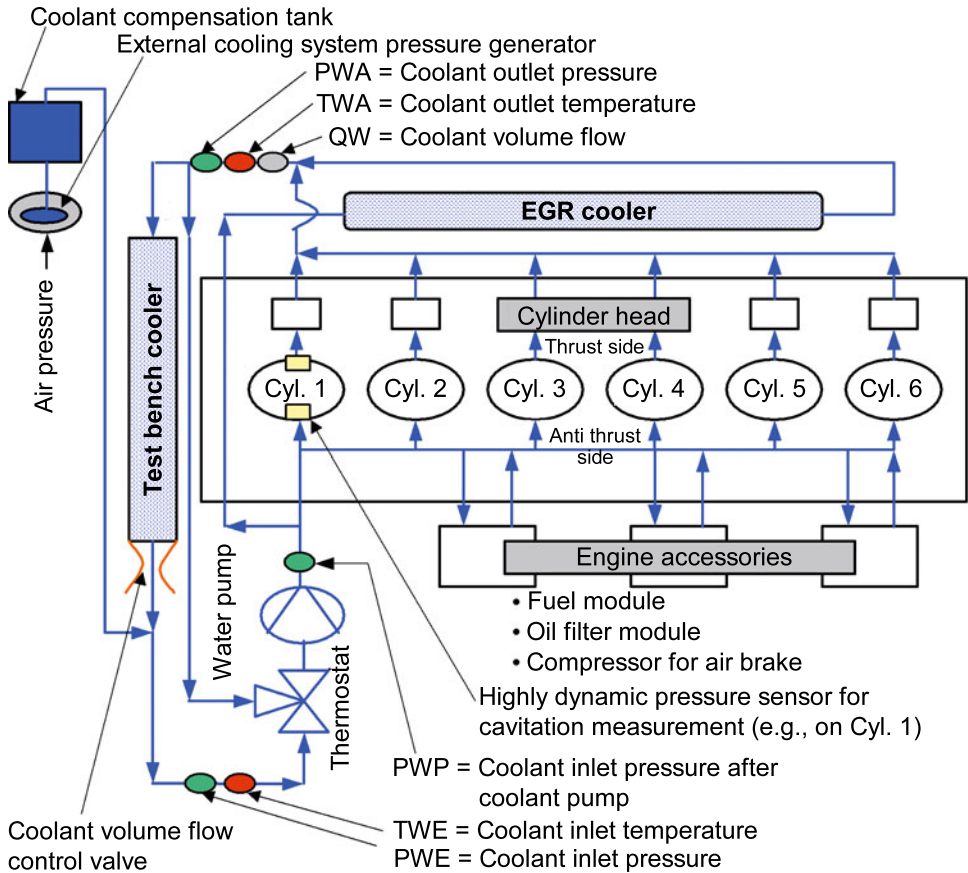 Coolant compensation tank
External cooling system pressure generator
PWA = Coolant outlet pressure
TWA = Coolant outlet temperature
QW = Coolant volume flow
EGR cooler
Air pressure
Test bench cooler
Cylinder head
Thrust side
Cyl. 1
Cyl. 2
Cyl. 3
Cyl. 4
Cyl. 5
Cyl. 6
Anti thrust
side
Engine accessories
• Fuel module
• Oil filter module
• Compressor for air brake
Water pump
Thermostat
Highly dynamic pressure sensor for
cavitation measurement (e.g., on Cyl. 1)
PWP = Coolant inlet pressure after
coolant pump
Coolant volume flow
control valve
TWE = Coolant inlet temperature
PWE = Coolant inlet pressure